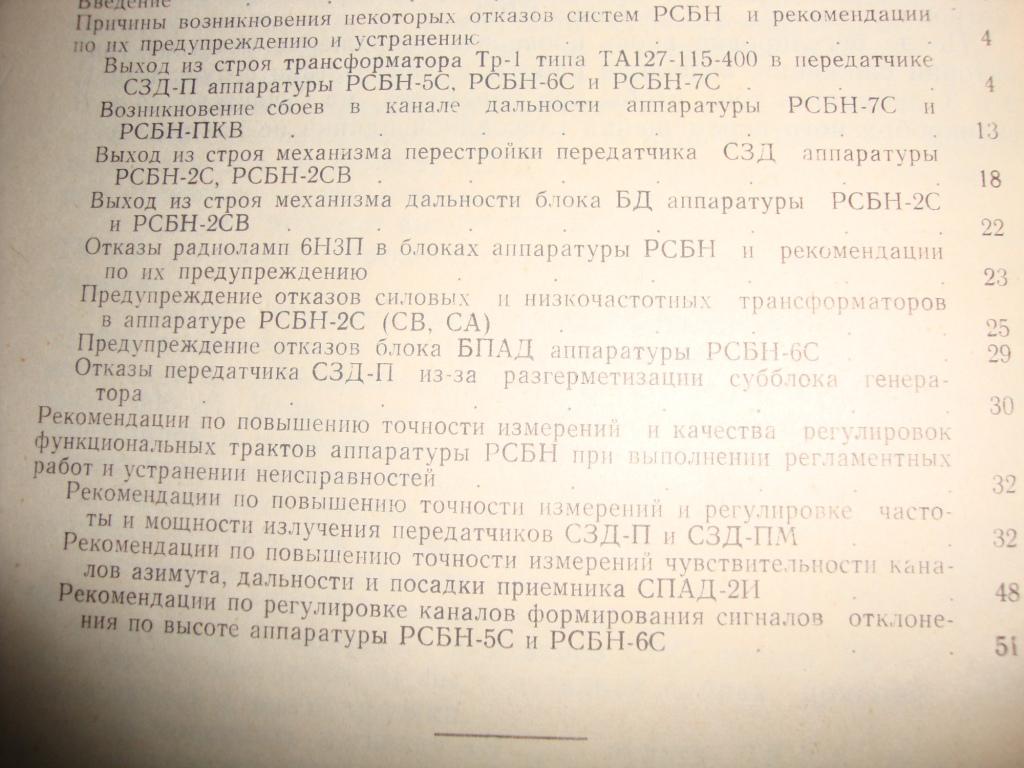 Введение
Причины возникновения некоторых отказов систем РСБН и рекомендации
по их предупреждению и устранению . . . . . . 4
Выход из строя трансформатора Тр-1 типа ТА127-115-400 в передатчике
СЗД-П аппаратуры РСБН-5С, РСБН-6С и РСБН-7С . . . 4
Возникновение сбоев в канале дальности аппаратуры РСБН-7С и
РСБН-ПКВ . . . . . . . . 13
Выход из строя механизма перестройки передатчика СЗД аппаратуры
РСБН-2С, РСБН-2СВ . . . . . . . 18
Выход из строя механизма дальности блока БД аппаратуры РСБН-2С
и РСБН-2СВ . . . . . . . . 22
Отказы радиоламп 6Н3П в блоках аппаратуры РСБН и рекомендации
по их предупреждению . . . . . . . 23
Предупреждение отказов силовых и низкочастотных трансформаторов
в аппаратуре РСБН-2С (СВ, СА) . . . . . 25
Предупреждение отказов блока БПАД аппаратуры РСБН-6С . . 29
Отказы передатчика СЗД-П из-за разгерметизации субблока генера-
тора . . . . . . . . . 30
Рекомендации по повышению точности измерений и качества регулировок
функциональных трактов аппаратуры РСБН при выполнении регламентных
работ и устранении неисправностей . . . . . . 32
Рекомендации по повышению точности измерений и регулировке часто-
ты и мощности излучения передатчиков СЗД-П и СЗД-ПМ . . 32
Рекомендации по повышению точности измерений чувствительности кана-
лов азимута, дальности и посадки приемника СПАД-2И . . . 48
Рекомендации по регулировке каналов формирования сигналов отклоне-
ния по высоте аппаратуры РСБН-5С и РСБН-6С . . . 51